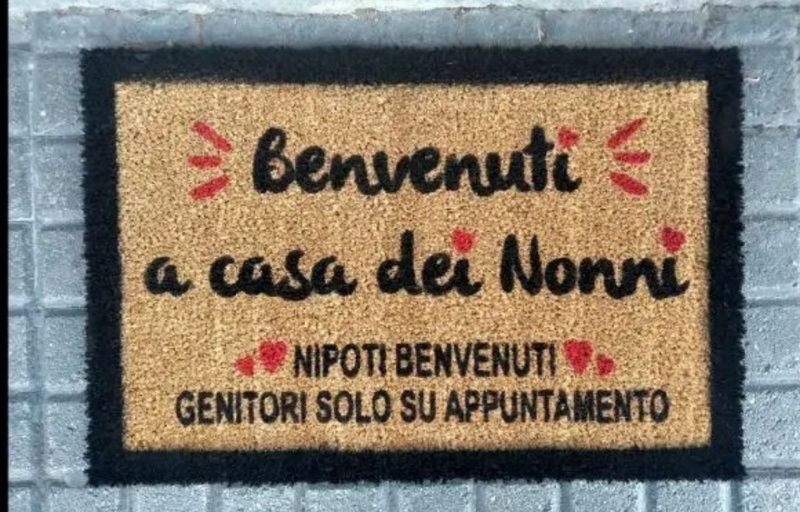 Benvenuti
a casa dei Nonni
NIPOTI BENVENUTI
GENITORI SOLO SU APPUNTAMENTO